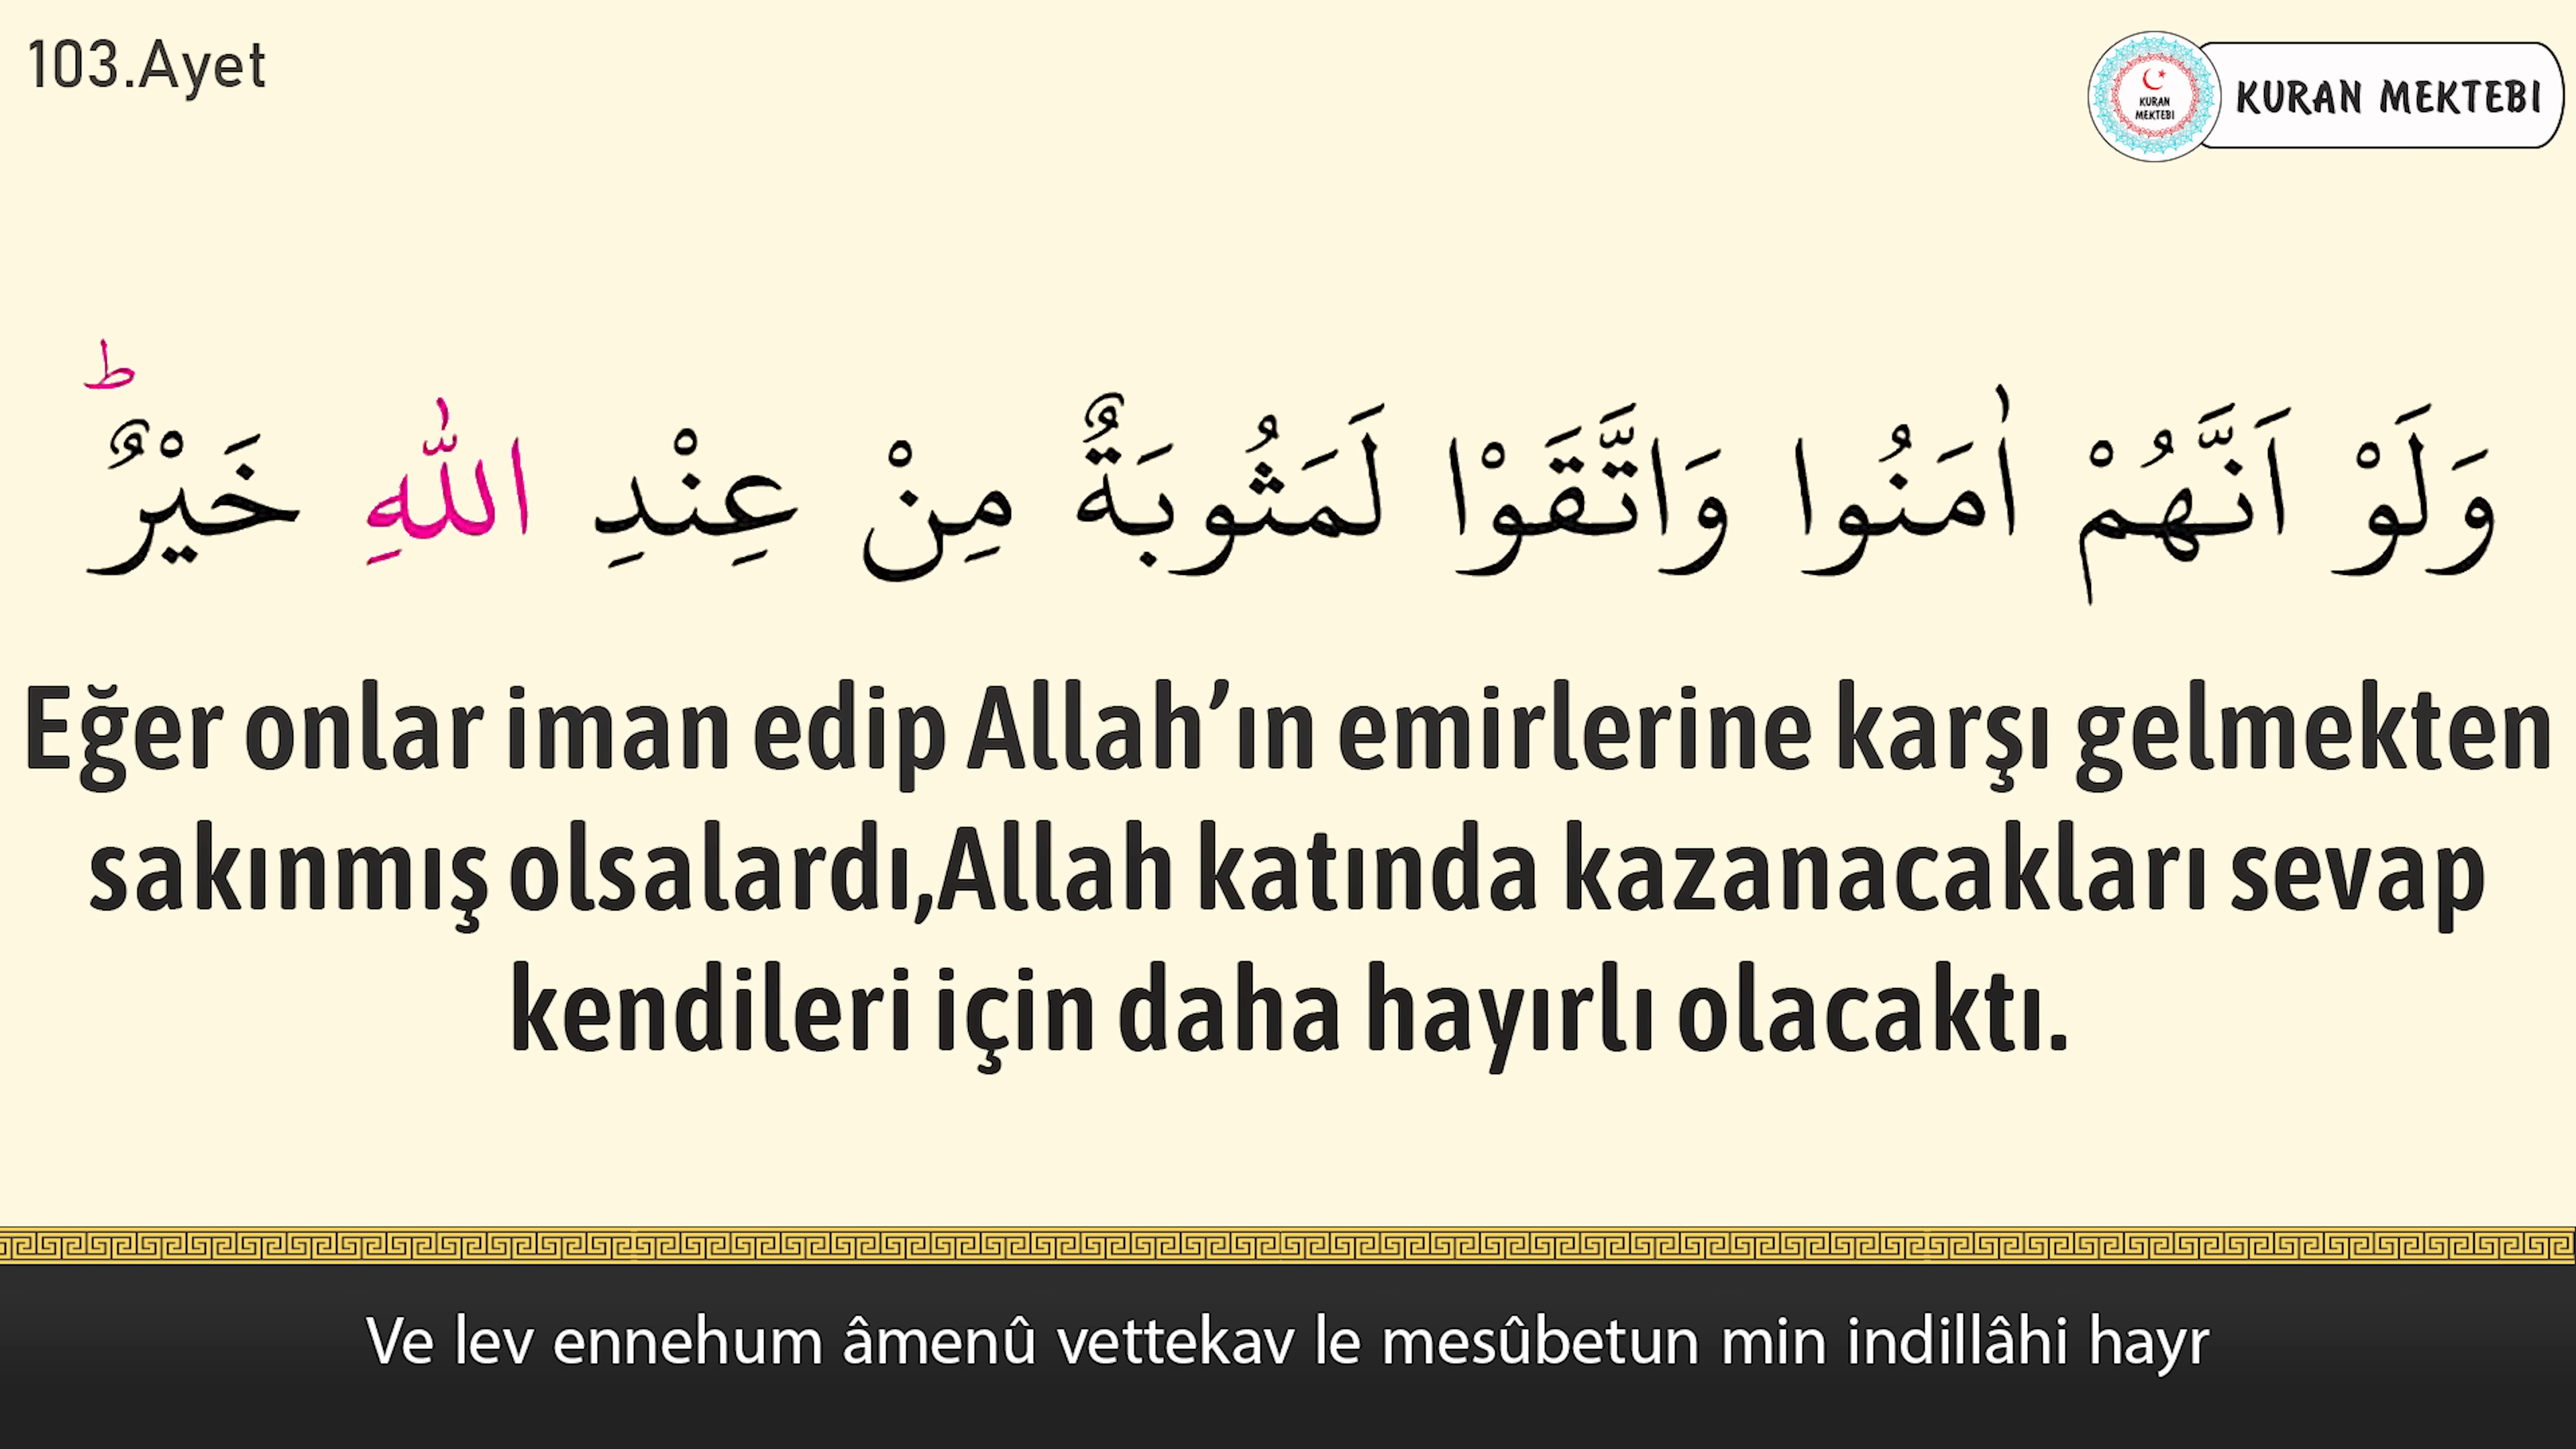 103.Ayet
KURAN
MEKTEBI
KURAN MEKTEBI
وَلَوْ اَنَّهُمْ اٰمَنُوا وَاتَّقَوْا لَمَثُوبَةٌ مِنْ عِنْدِ اللّٰهِ خَيْرٌۜ
Eğer onlar iman edip Allah’ın emirlerine karşı gelmekten
sakınmış olsalardı,Allah katında kazanacakları sevap
kendileri için daha hayırlı olacaktı.
Ve lev ennehum âmenû vettekav le mesûbetun min indillâhi hayr